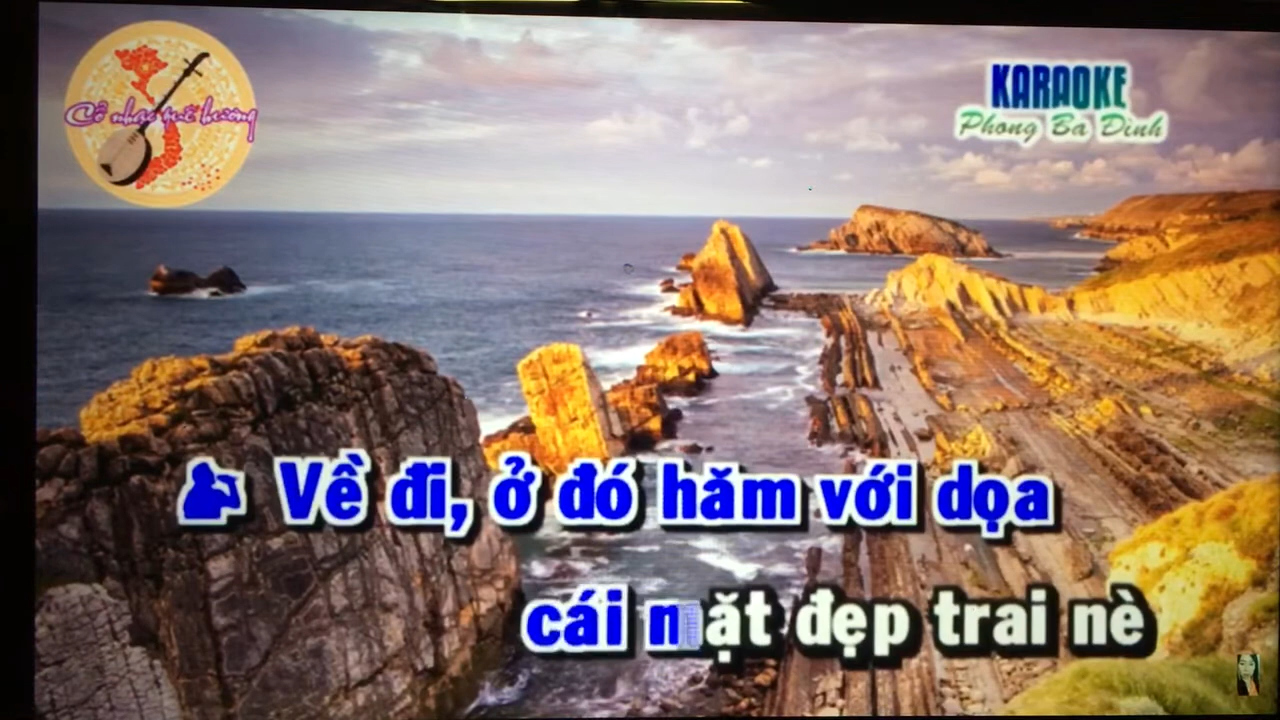 Cổ nhạc quê hương
KARAOKE
Phong Ba Dinh
Về đi, ở đó hăm với dọa
cái mặt đẹp trai nè